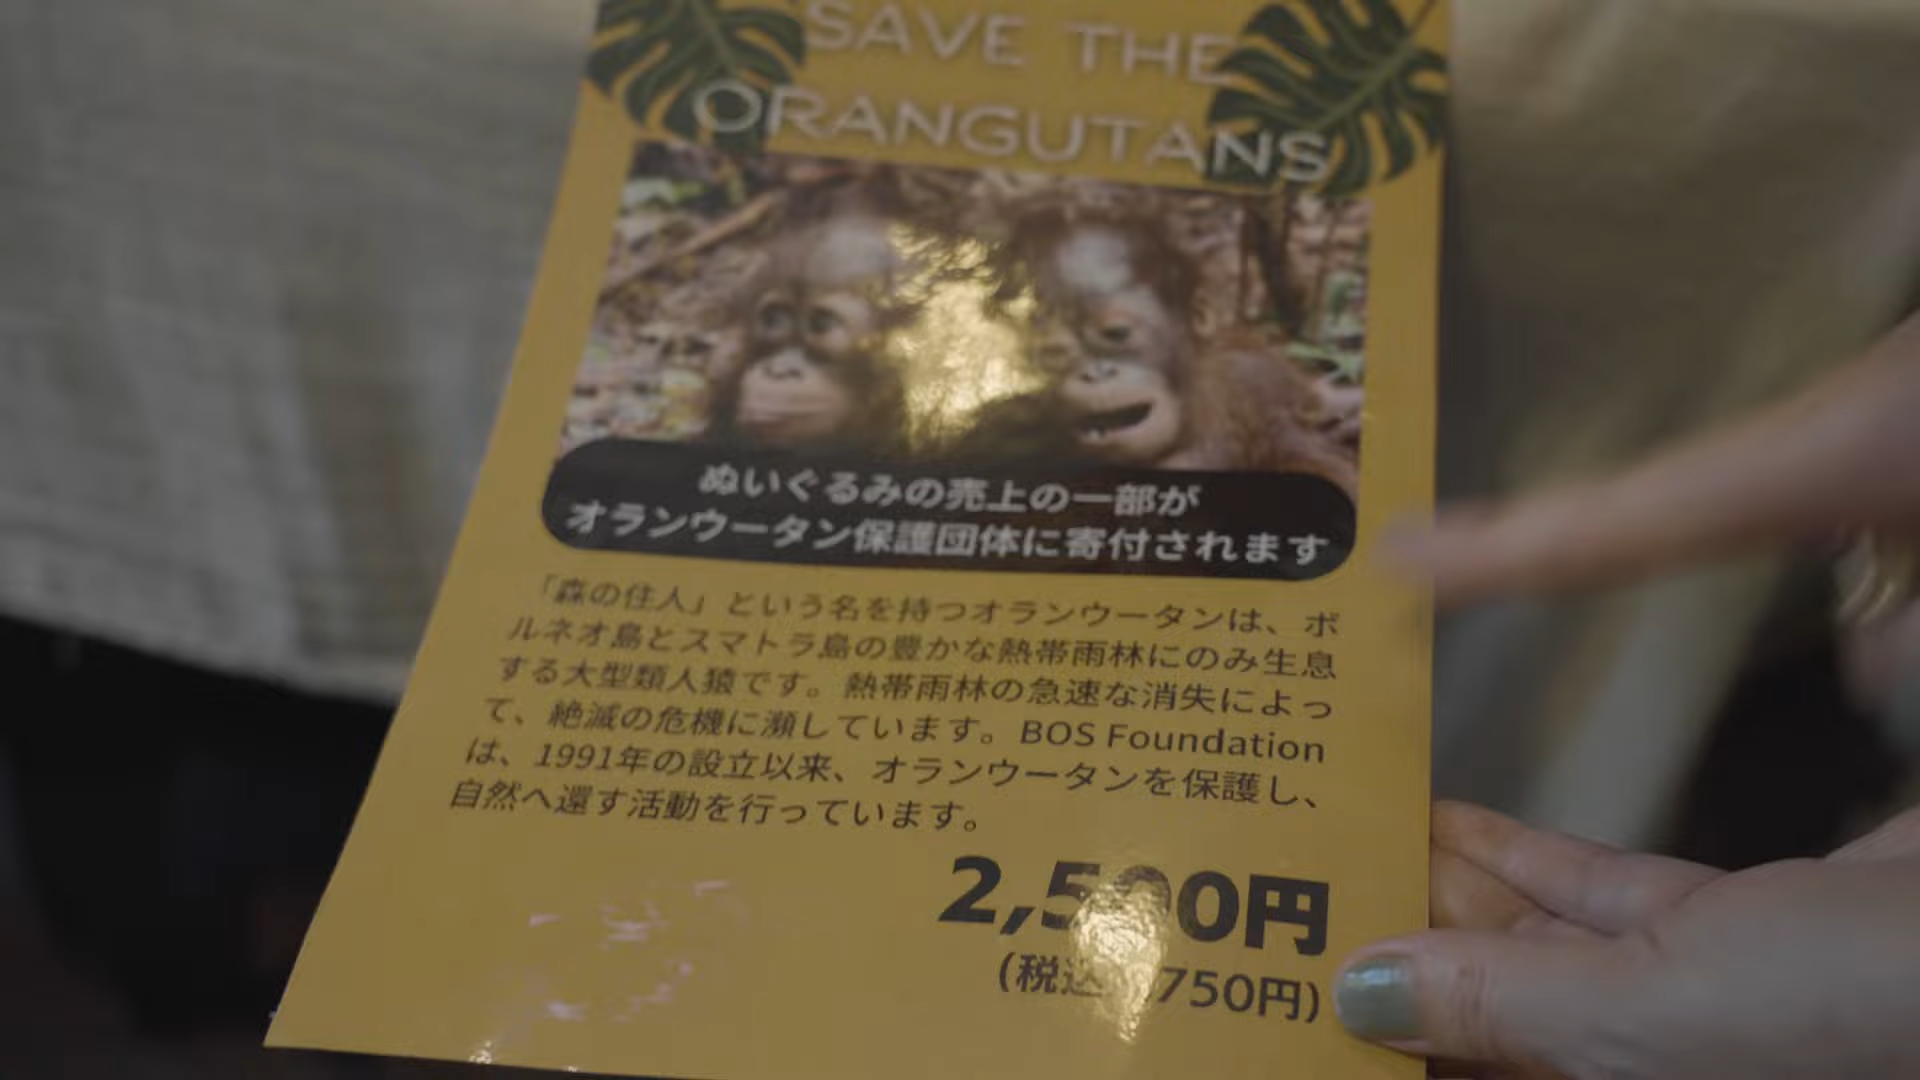 SAVE THE
ORANGUTANS
ぬいぐるみの売上の一部が
オランウータン保護団体に寄付されます
「森の住人」という名を持つオランウータンは、ボ
ルネオ島とスマトラ島の豊かな熱帯雨林にのみ生息
する大型類人猿です。熱帯雨林の急速な消失によっ
て、絶滅の危機に瀕しています。BOS Foundation
は、1991年の設立以来、オランウータンを保護し、
自然へ還す活動を行っています。
2,500円
(税込 750円)